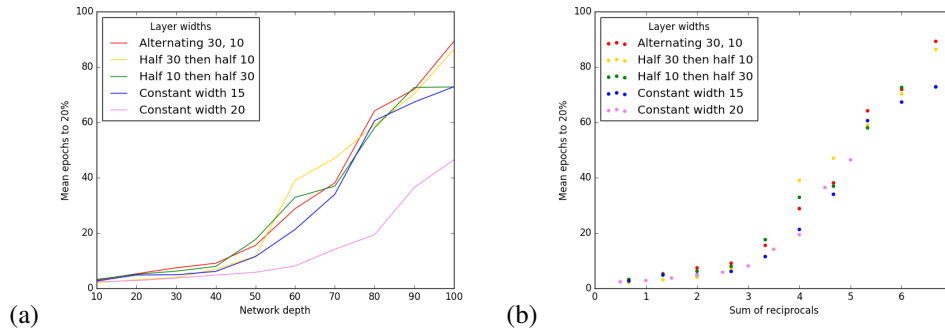 Layer widths
Alternating 30, 10
Half 30 then half 10
Half 10 then half 30
Constant width 15
Constant width 20
Mean epochs to 20%
100
80
60
40
20
0
10 20 30 40 50 60 70 80 90 100
Network depth
(a)
Layer widths
Alternating 30, 10
Half 30 then half 10
Half 10 then half 30
Constant width 15
Constant width 20
Mean epochs to 20%
100
80
60
40
20
0
0 1 2 3 4 5 6
Sum of reciprocals
(b)